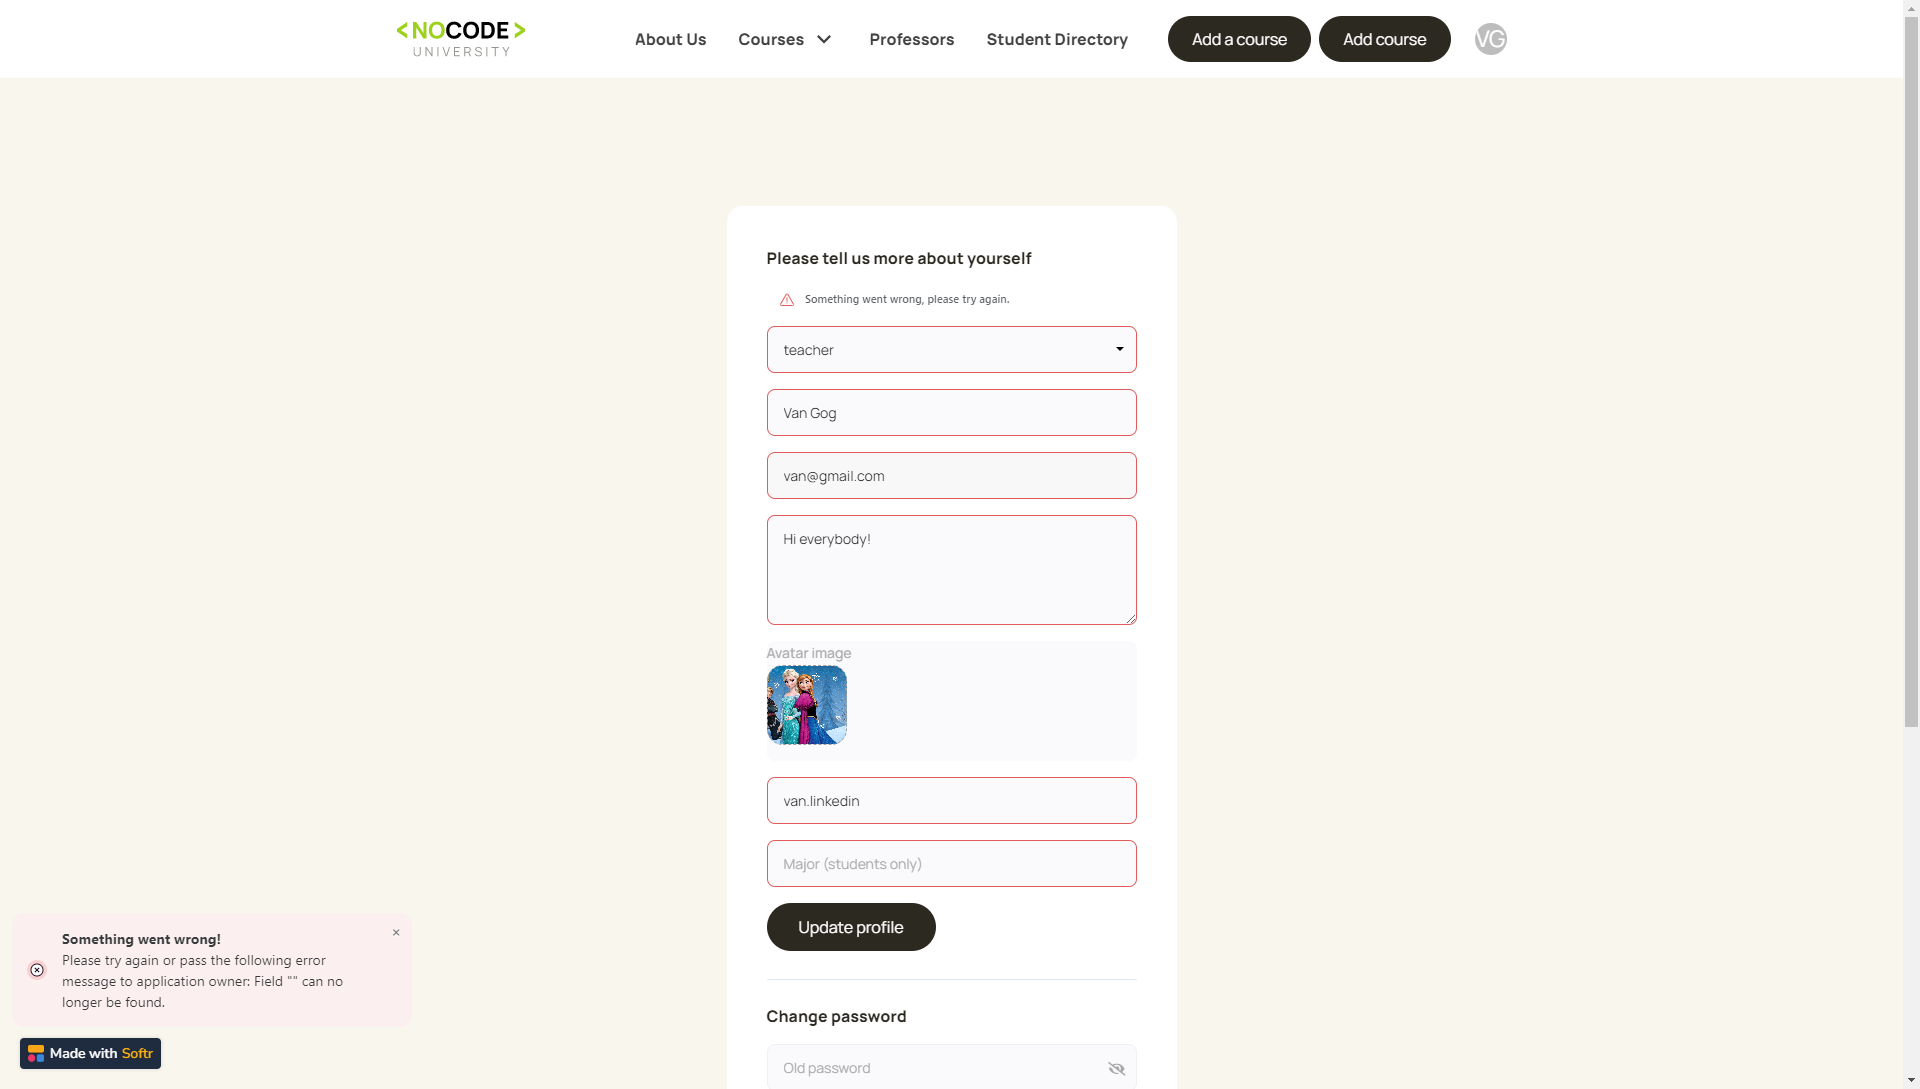 <NOCODE>
UNIVERSITY
About Us
Courses
Professors
Student Directory
Add a course
Add course
VG
Please tell us more about yourself
Something went wrong, please try again.
teacher
Van Gog
van@gmail.com
Hi everybody!
Avatar image
van.linkedin
Major (students only)
Update profile
Change password
Old password
Something went wrong!
Please try again or pass the following error
message to application owner: Field "" can no
longer be found.
Made with Softr